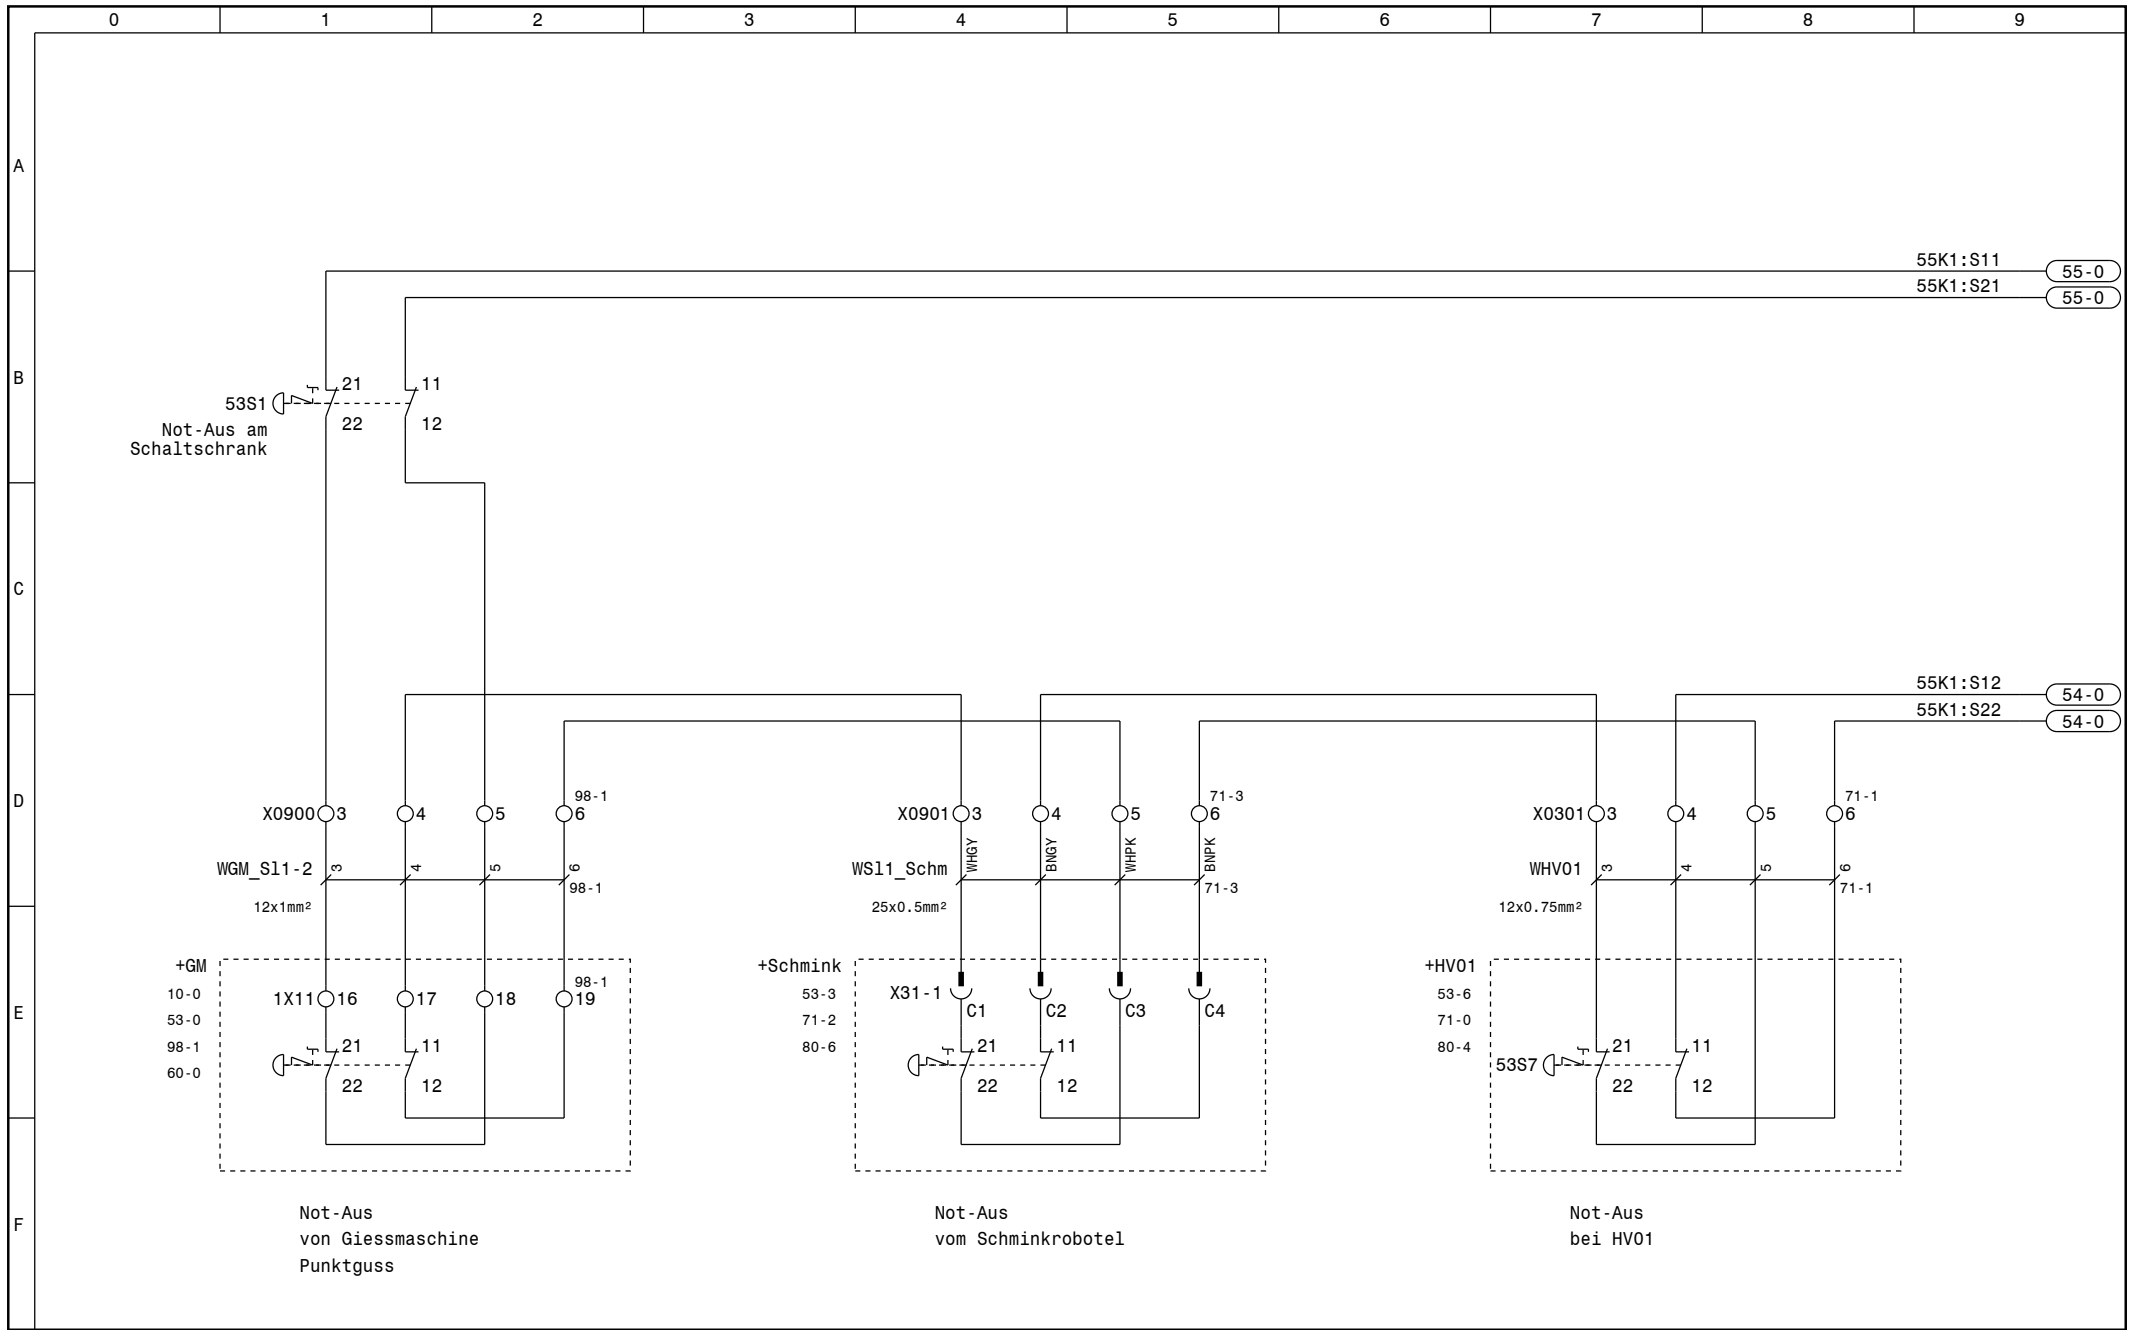 0 1 2 3 4 5 6 7 8 9
A
55K1:S11 55-0
55K1:S21 55-0
B
21 11
53S1
22 12
Not-Aus am
Schaltschrank
C
55K1:S12 54-0
55K1:S22 54-0
D
98-1 71-3 71-1
X0900 3 4 5 6 X0901 3 4 5 6 X0301 3 4 5 6
WGM_Sl1-2 3 4 5 6 WSl1_Schm WHGY BNGY WHPK BNPK WHV01 3 4 5 6
98-1 71-3 71-1
12x1mm² 25x0.5mm² 12x0.75mm²
+GM +Schmink +HV01
98-1
10-0 1X11 16 17 18 19 53-3 X31-1 53-6
E
C1 C2 C3 C4
53-0 71-2 71-0
98-1 21 11 80-6 21 11 80-4 21 11
53S7
60-0
22 12 22 12 22 12
F
Not-Aus
von Giessmaschine
Punktguss
Not-Aus
vom Schminkrobotel
Not-Aus
bei HV01